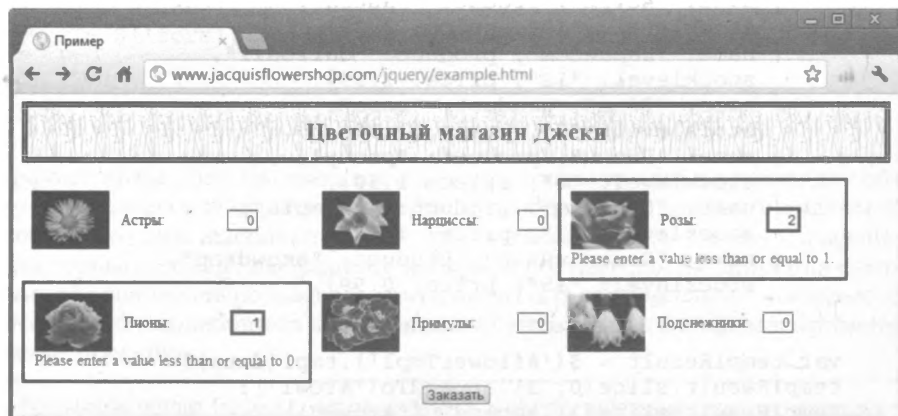 Пример
www.jacquisflowershop.com/jquery/example.html
Цветочный магазин Джеки
Астры: 0
Нарциссы: 0
Розы: 2
Please enter a value less than or equal to 1.
Пионы: 1
Примулы: 0
Подснежники: 0
Please enter a value less than or equal to 0.
Заказать